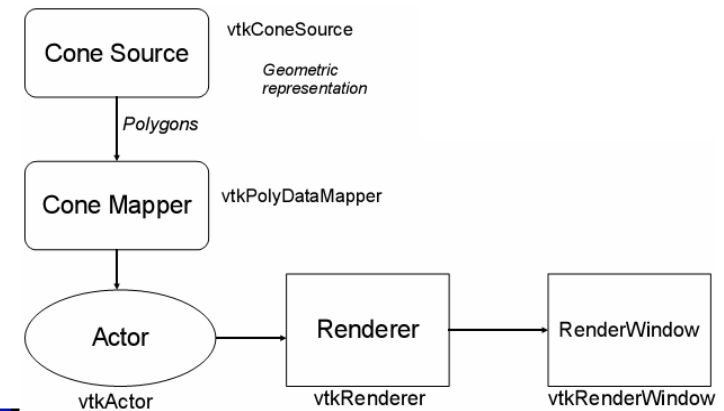 Cone Source
vtkConeSource
Geometric
representation
Polygons
Cone Mapper
vtkPolyDataMapper
Actor
vtkActor
Renderer
vtkRenderer
RenderWindow
vtkRenderWindow